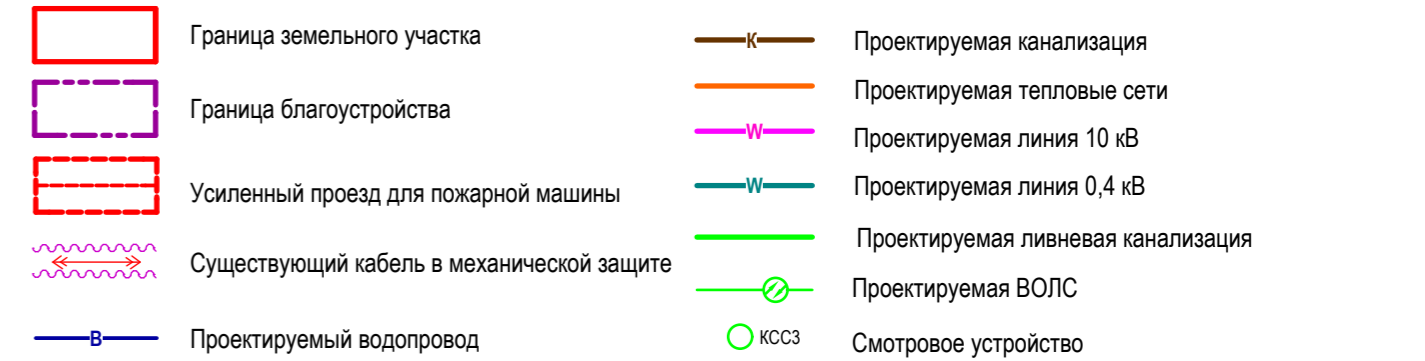 Граница земельного участка
Граница благоустройства
Усиленный проезд для пожарной машины
Существующий кабель в механической защите
В Проектируемый водопровод
К Проектируемая канализация
Проектируемая тепловые сети
W Проектируемая линия 10 кВ
W Проектируемая линия 0,4 кВ
Проектируемая ливневая канализация
Проектируемая ВОЛС
КСС3 Смотровое устройство